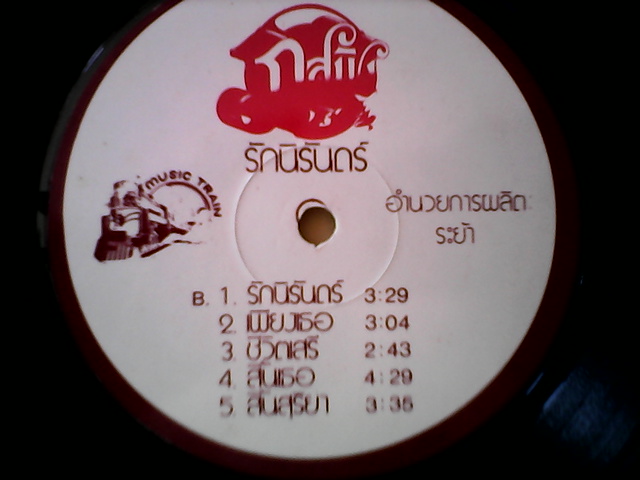 รักนิรันดร์
MUSIC TRAIN
อำนวยการผลิต
ระย้า
B. 1. รักนิรันดร์ 3:29
2. เพียงเธอ 3:04
3. ชีวิตเสรี 2:43
4. สิ้นเธอ 4:29
5. สิ้นสุริยา 3:35